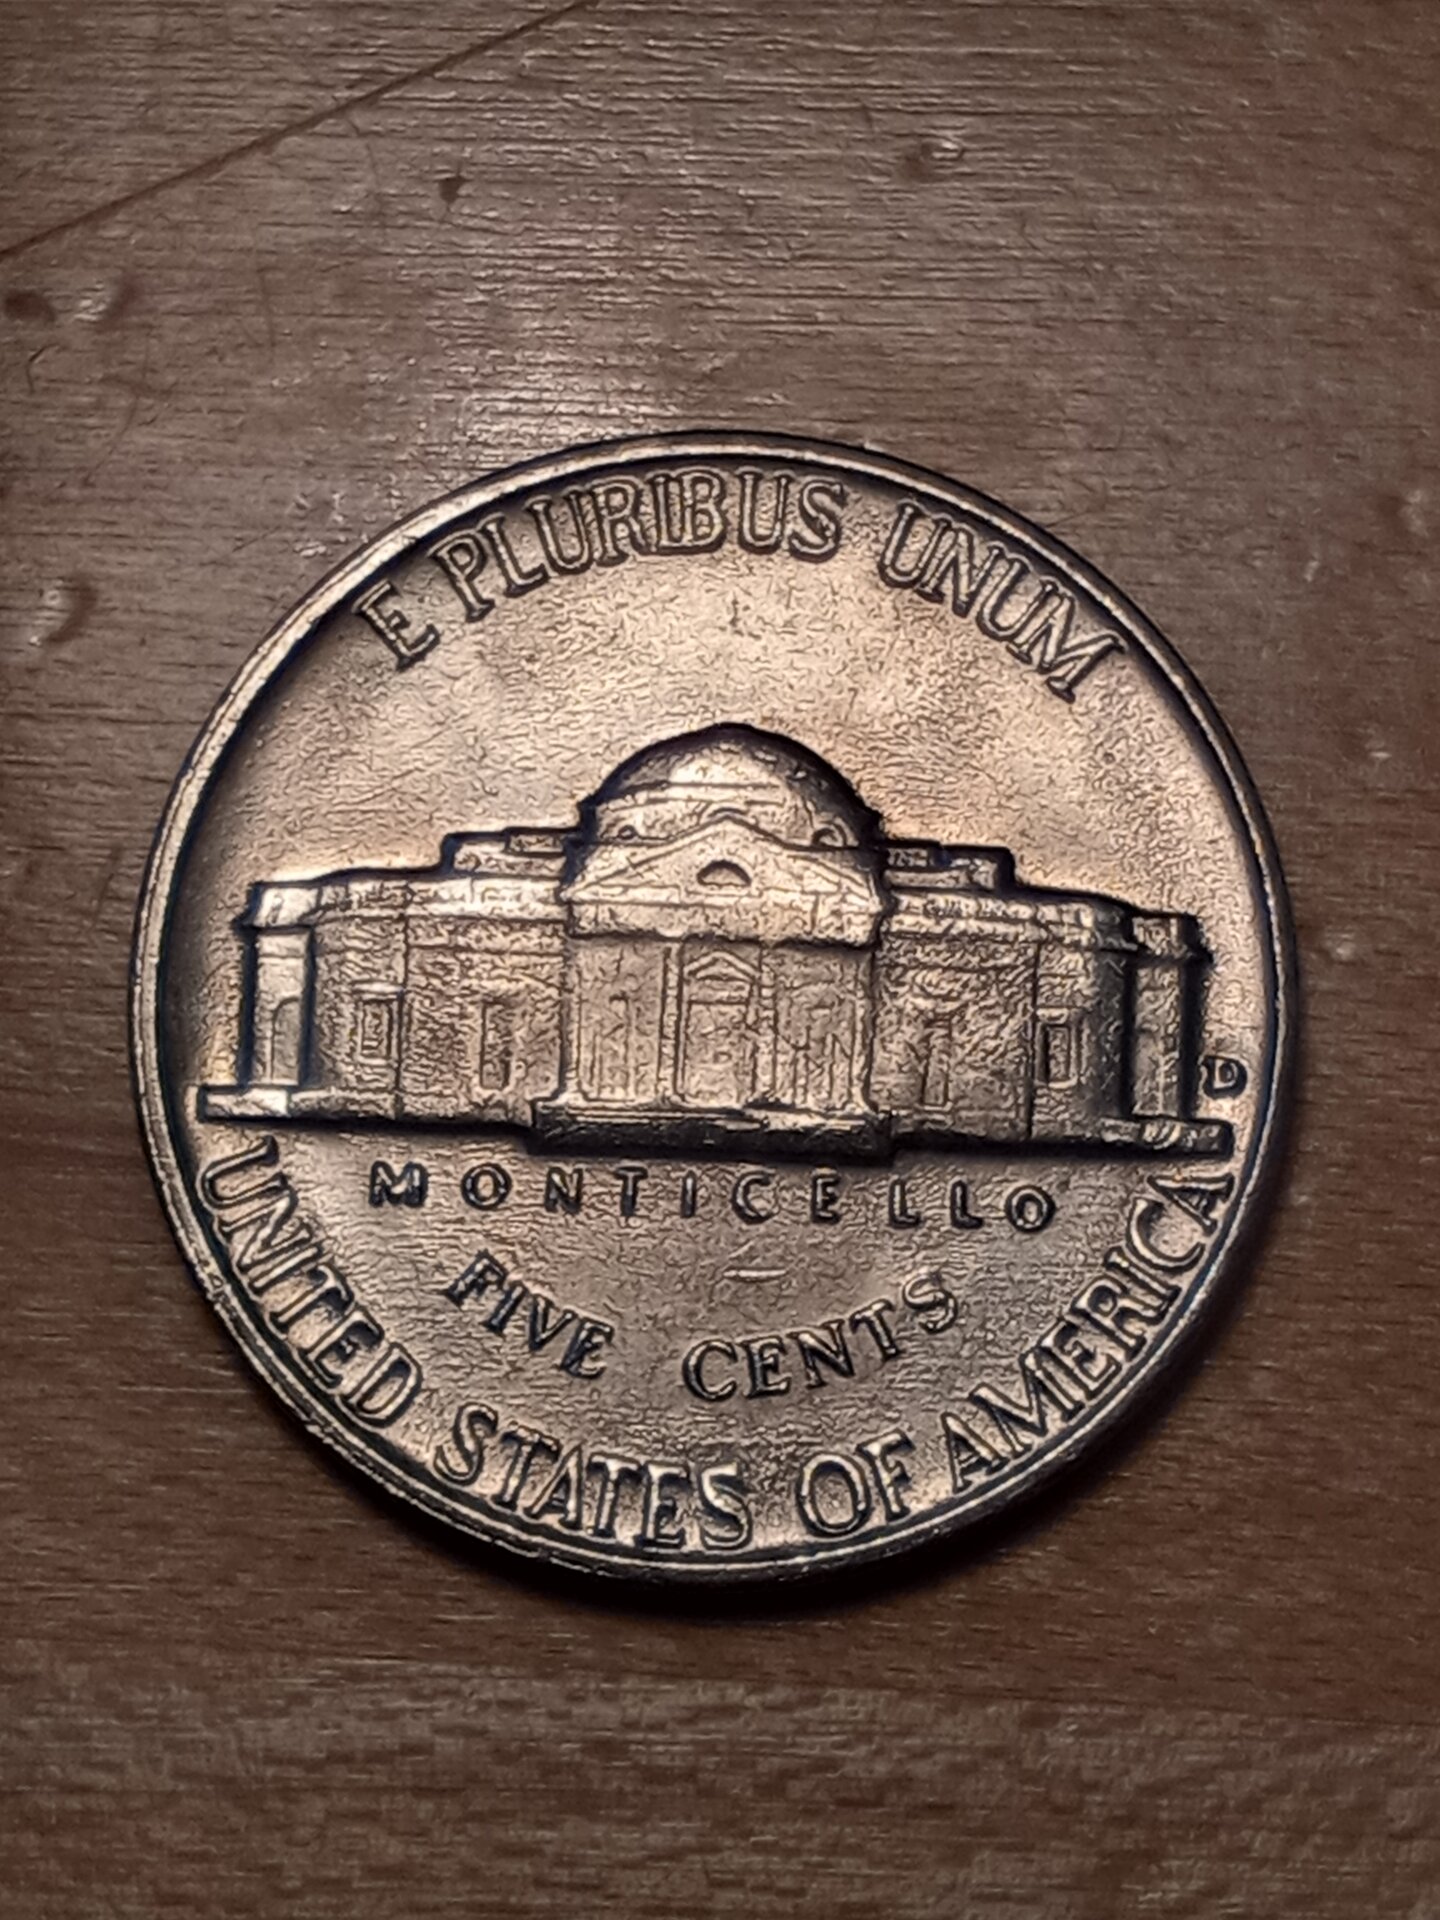 E PLURIBUS UNUM
D
MONTICELLO
FIVE CENTS
UNITED STATES OF AMERICA